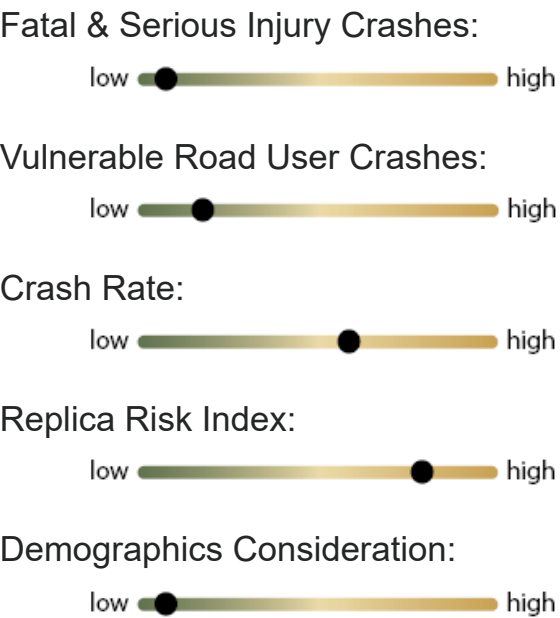 Fatal & Serious Injury Crashes:
low high
Vulnerable Road User Crashes:
low high
Crash Rate:
low high
Replica Risk Index:
low high
Demographics Consideration:
low high